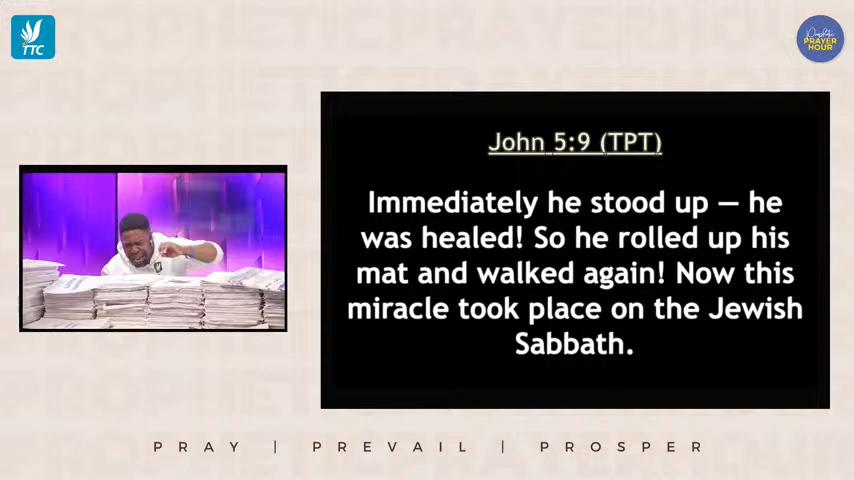 TTC
Prophetic
PRAYER
HOUR
John 5:9 (TPT)
Immediately he stood up — he
was healed! So he rolled up his
mat and walked again! Now this
miracle took place on the Jewish
Sabbath.
PRAY | PREVAIL | PROSPER